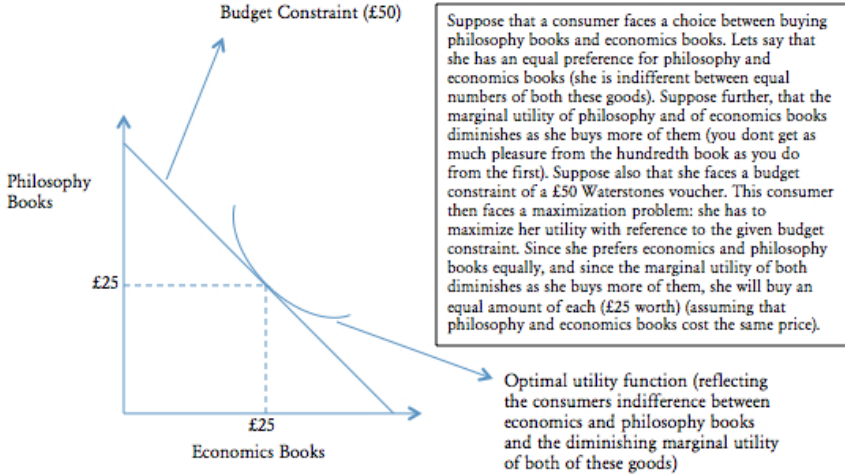 Budget Constraint (£50)
Suppose that a consumer faces a choice between buying
philosophy books and economics books. Lets say that
she has an equal preference for philosophy and
economics books (she is indifferent between equal
numbers of both these goods). Suppose further, that the
marginal utility of philosophy and of economics books
diminishes as she buys more of them (you dont get as
much pleasure from the hundredth book as you do
from the first). Suppose also that she faces a budget
constraint of a £50 Waterstones voucher. This consumer
then faces a maximization problem: she has to
maximize her utility with reference to the given budget
constraint. Since she prefers economics and philosophy
books equally, and since the marginal utility of both
diminishes as she buys more of them, she will buy an
equal amount of each (£25 worth) (assuming that
philosophy and economics books cost the same price).
Philosophy
Books
£25
£25
Economics Books
Optimal utility function (reflecting
the consumers indifference between
economics and philosophy books
and the diminishing marginal utility
of both of these goods)